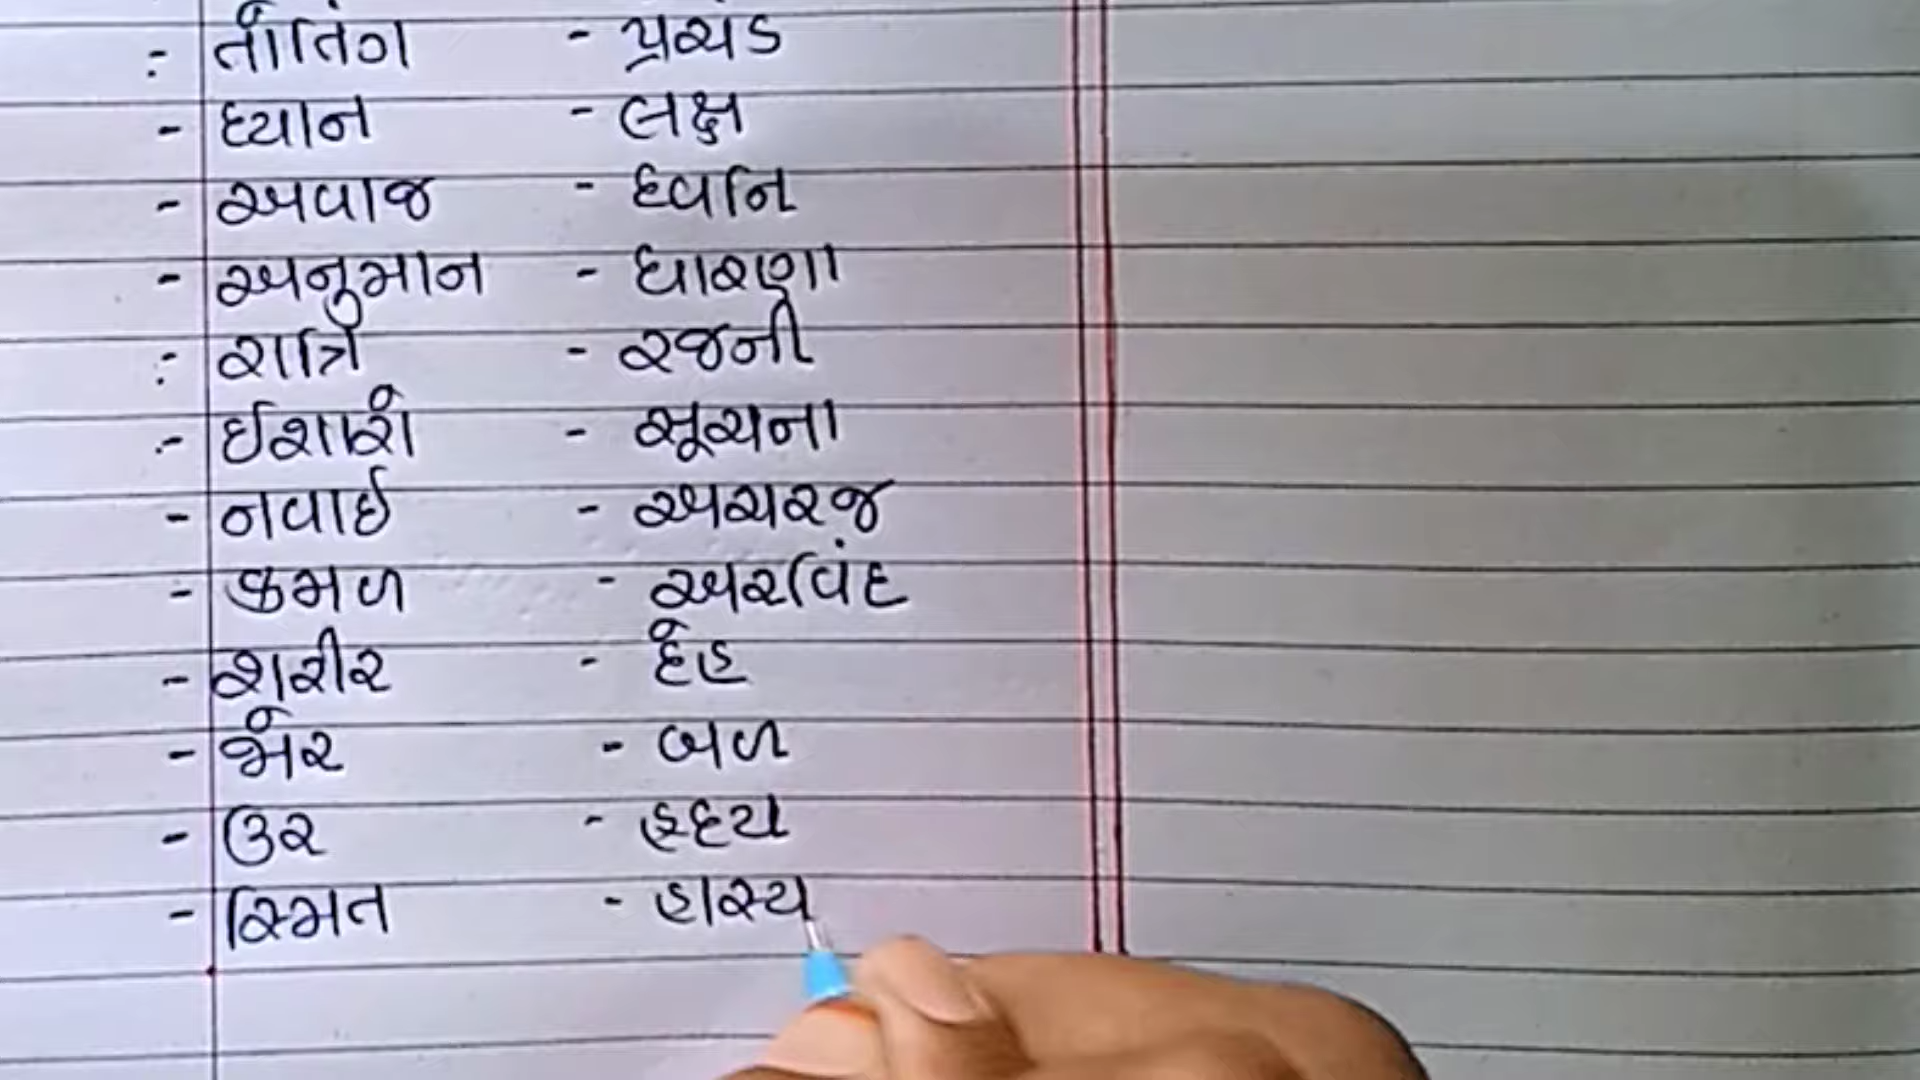 :- તોતિંગ - પ્રચંડ
- ધ્યાન - લક્ષ
- અવાજ - ધ્વનિ
- અનુમાન - ધારણા
:- રાત્રિ - રજની
:- ઈશારો - સૂચના
- નવાઈ - અચરજ
- કમળ - અરવિંદ
- શરીર - દેહ
- જોર - બળ
- ઉર - હ્દય
- સ્મિત - હાસ્ય